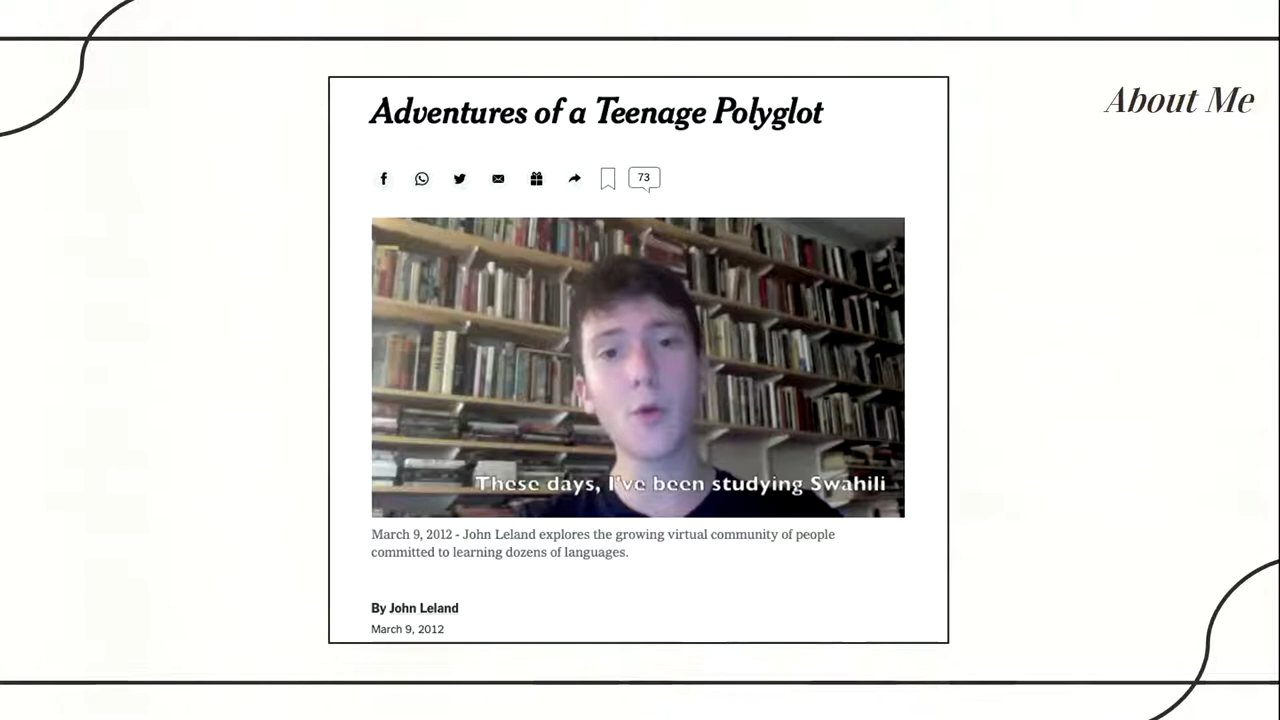 About Me
Adventures of a Teenage Polyglot
73
These days, I've been studying Swahili
March 9, 2012 - John Leland explores the growing virtual community of people
committed to learning dozens of languages.
By John Leland
March 9, 2012